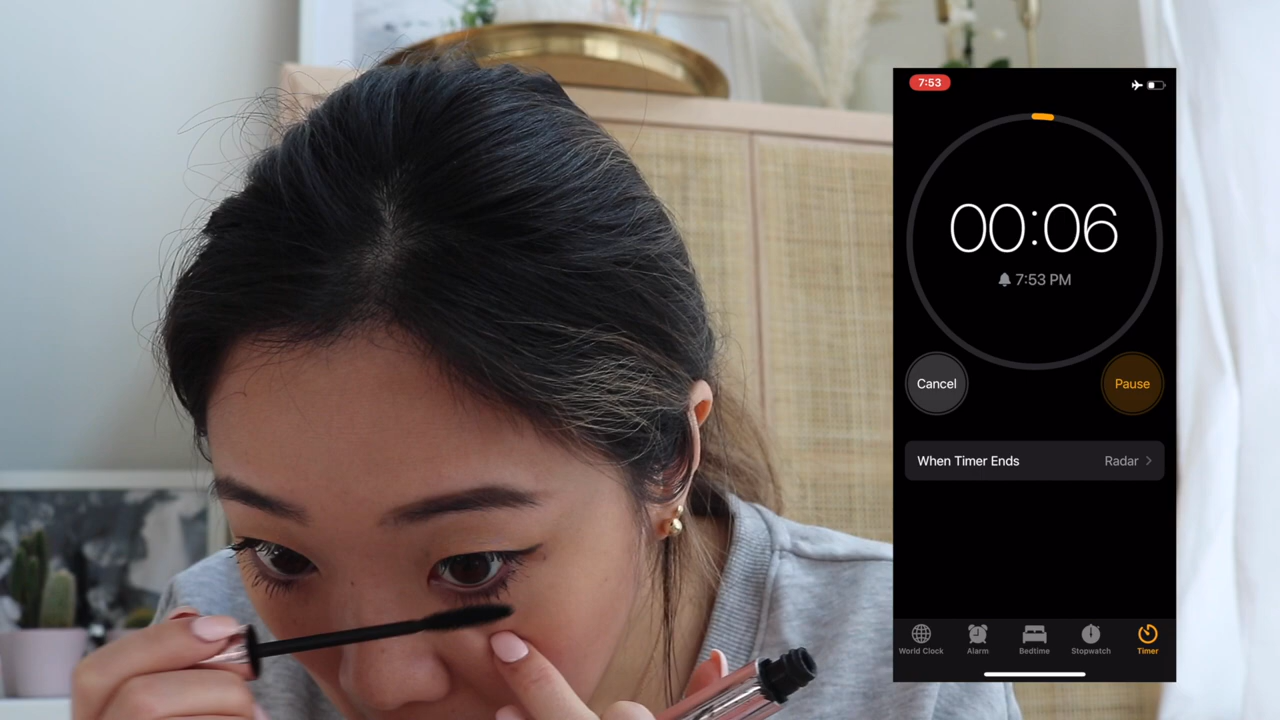 7:53
00:06
7:53 PM
Cancel
Pause
When Timer Ends
Radar
World Clock
Alarm
Bedtime
Stopwatch
Timer